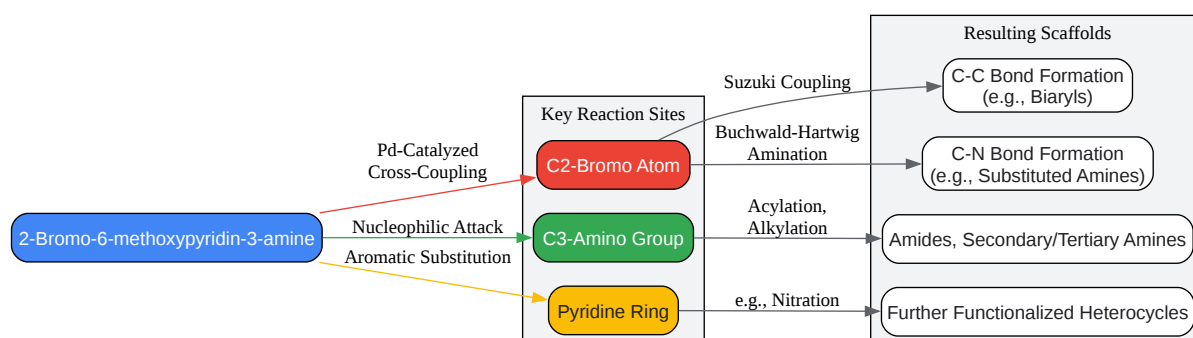 Resulting Scaffolds
Suzuki Coupling
C-C Bond Formation
(e.g., Biaryls)
Key Reaction Sites
Buchwald-Hartwig
Amination
Pd-Catalyzed
Cross-Coupling
C2-Bromo Atom
C-N Bond Formation
(e.g., Substituted Amines)
2-Bromo-6-methoxypyridin-3-amine
Nucleophilic Attack
C3-Amino Group
Acylation,
Alkylation
Amides, Secondary/Tertiary Amines
Aromatic Substitution
Pyridine Ring
e.g., Nitration
Further Functionalized Heterocycles